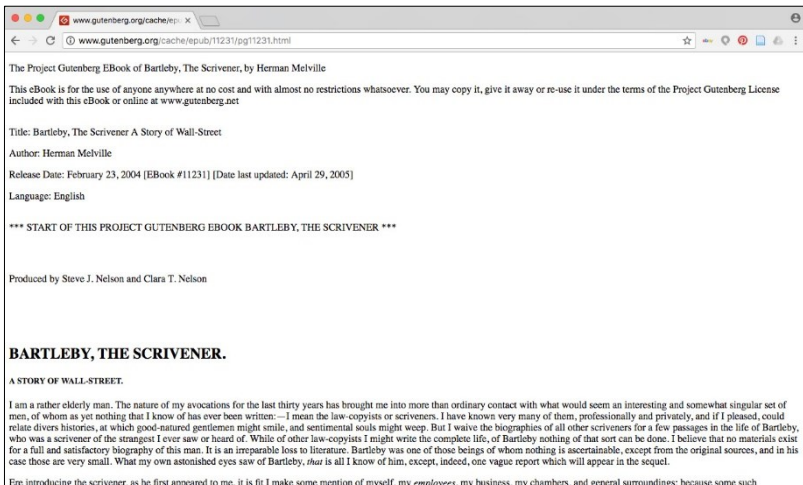 www.gutenberg.org/cache/epu
www.gutenberg.org/cache/epub/11231/pg11231.html
The Project Gutenberg EBook of Bartleby, The Scrivener, by Herman Melville
This eBook is for the use of anyone anywhere at no cost and with almost no restrictions whatsoever. You may copy it, give it away or re-use it under the terms of the Project Gutenberg License
included with this eBook or online at www.gutenberg.net
Title: Bartleby, The Scrivener A Story of Wall-Street
Author: Herman Melville
Release Date: February 23, 2004 [EBook #11231] [Date last updated: April 29, 2005]
Language: English
*** START OF THIS PROJECT GUTENBERG EBOOK BARTLEBY, THE SCRIVENER ***
Produced by Steve J. Nelson and Clara T. Nelson
BARTLEBY, THE SCRIVENER.
A STORY OF WALL-STREET.
I am a rather elderly man. The nature of my avocations for the last thirty years has brought me into more than ordinary contact with what would seem an interesting and somewhat singular set of
men, of whom as yet nothing that I know of has ever been written:—I mean the law-copyists or scriveners. I have known very many of them, professionally and privately, and if I pleased, could
relate divers histories, at which good-natured gentlemen might smile, and sentimental souls might weep. But I waive the biographies of all other scriveners for a few passages in the life of Bartleby,
who was a scrivener of the strangest I ever saw or heard of. While of other law-copyists I might write the complete life, of Bartleby nothing of that sort can be done. I believe that no materials exist
for a full and satisfactory biography of this man. It is an irreparable loss to literature. Bartleby was one of those beings of whom nothing is ascertainable, except from the original sources, and in his
case those are very small. What my own astonished eyes saw of Bartleby, that is all I know of him, except, indeed, one vague report which will appear in the sequel.
Ere introducing the scrivener, as he first appeared to me, it is fit I make some mention of myself, my employees, my business, my chambers, and general surroundings; because some such